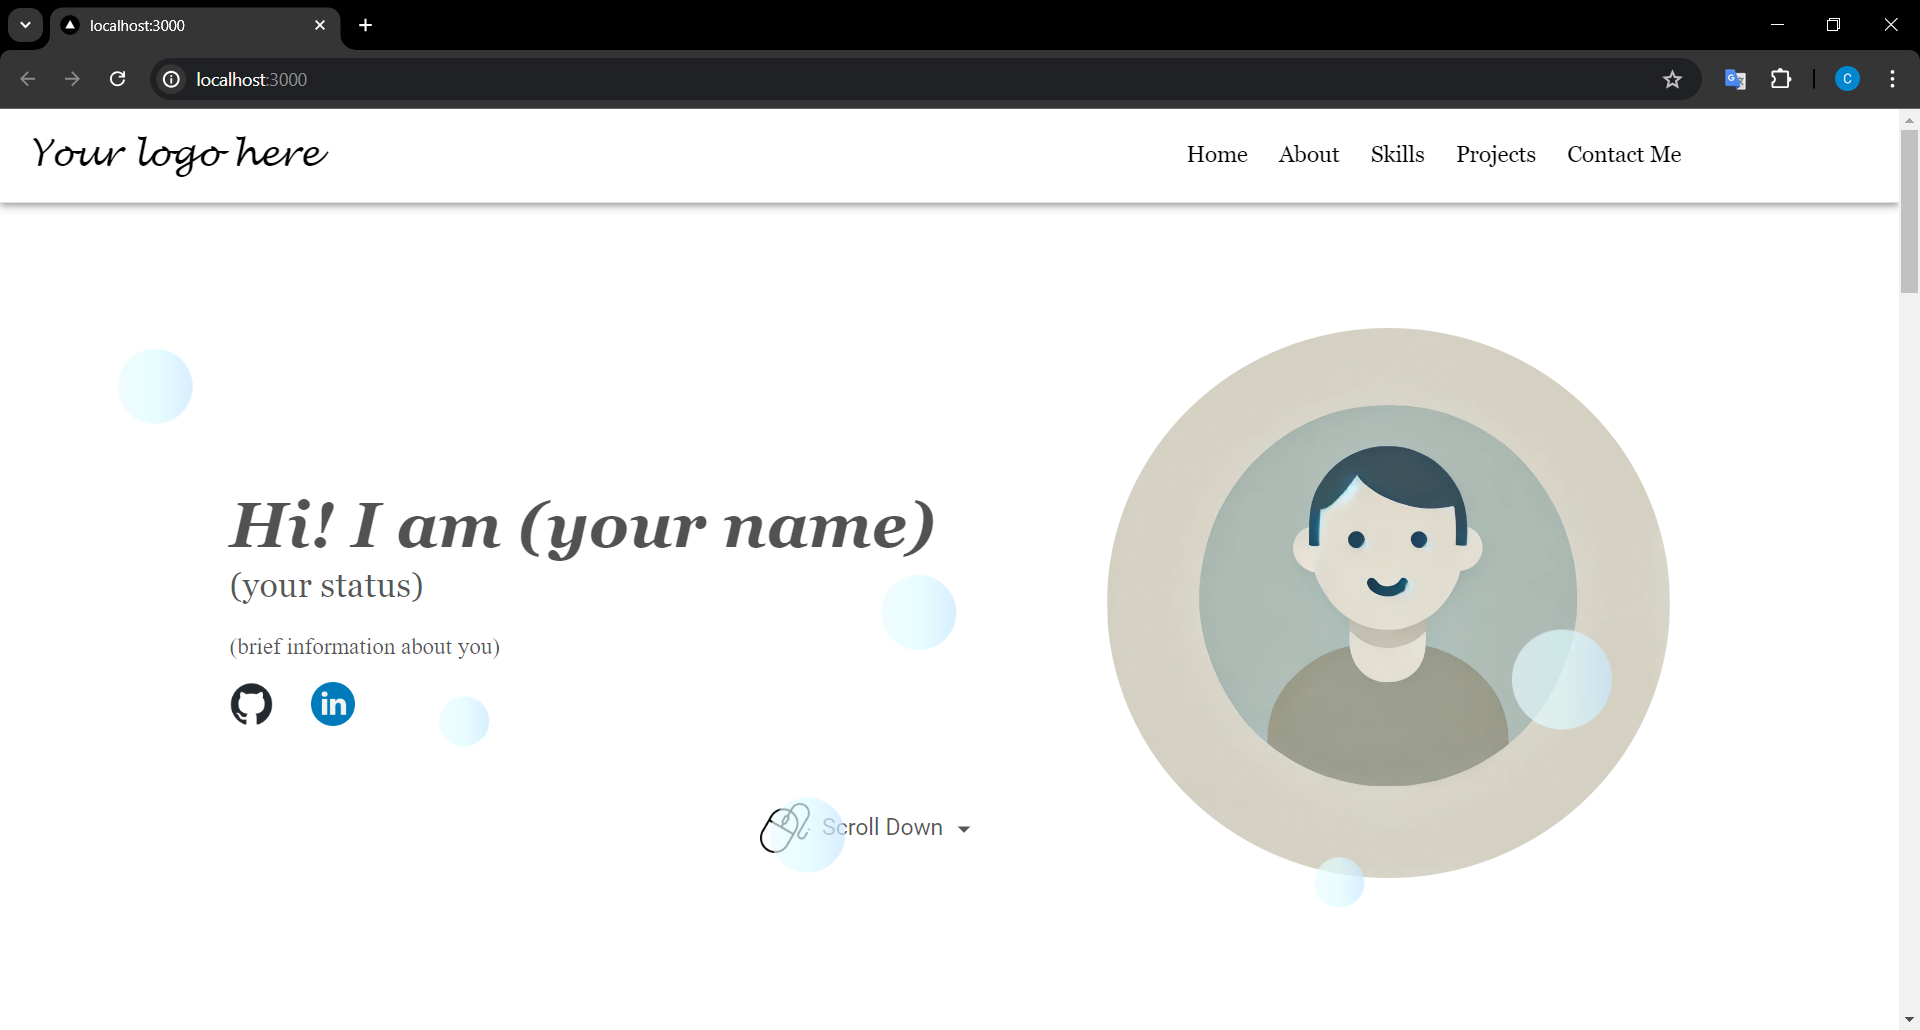 localhost:3000
localhost:3000
C
Your logo here
Home About Skills Projects Contact Me
Hi! I am (your name)
(your status)
(brief information about you)
in
Scroll Down